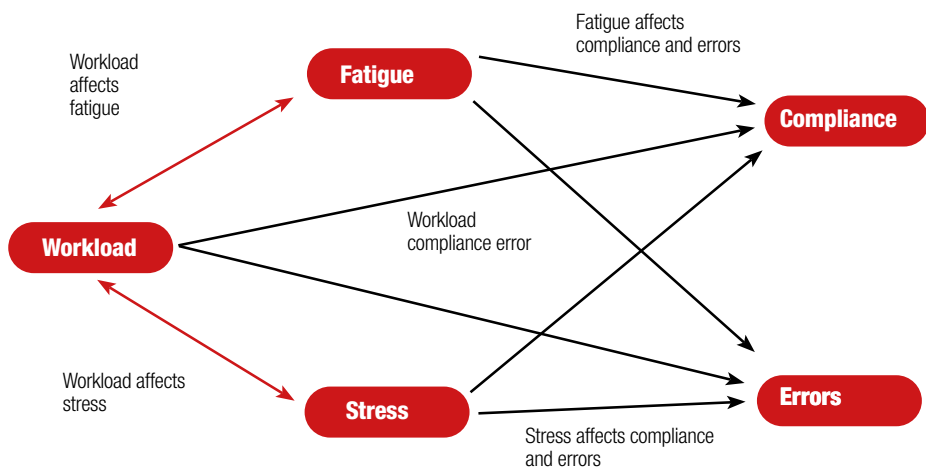 Fatigue affects
compliance and errors
Workload
affects
fatigue
Fatigue
Compliance
Workload
compliance error
Workload
Workload affects
stress
Stress
Errors
Stress affects compliance
and errors